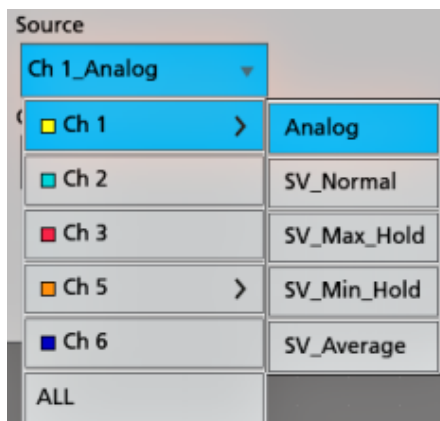 Source
Ch 1_Analog
Ch 1 >
Ch 2
Ch 3
Ch 5 >
Ch 6
ALL
Analog
SV_Normal
SV_Max_Hold
SV_Min_Hold
SV_Average